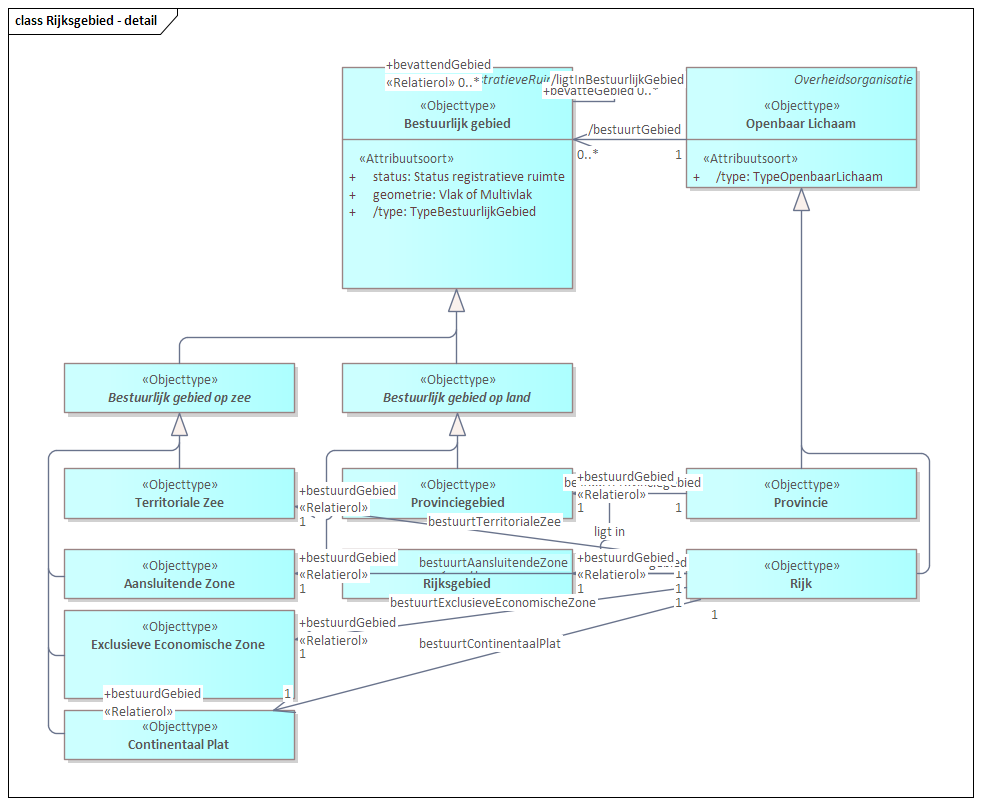 class Rijksgebied - detail
+bevattendGebied
«Relatierol» 0..*
/ligtInBestuurlijkGebied
+bevatteGebied 0..*
«Objecttype»
Bestuurlijk gebied
«Attribuutsoort»
+ status: Status registratieve ruimte
+ geometrie: Vlak of Multivlak
+ /type: TypeBestuurlijkGebied
/bestuurtGebied
0..*
1
Overheidsorganisatie
«Objecttype»
Openbaar Lichaam
«Attribuutsoort»
+ /type: TypeOpenbaarLichaam
«Objecttype»
Bestuurlijk gebied op zee
«Objecttype»
Bestuurlijk gebied op land
«Objecttype»
Territoriale Zee
+bestuurdGebied
«Relatierol»
1
«Objecttype»
Provinciegebied
+bestuurdGebied
«Relatierol»
1
1
«Objecttype»
Provincie
bestuurtTerritorialeZee
ligt in
«Objecttype»
Aansluitende Zone
+bestuurdGebied
«Relatierol»
1
bestuurtAansluitendeZone
Rijksgebied
+bestuurdGebied
«Relatierol»
1
1
1
1
1
«Objecttype»
Rijk
«Objecttype»
Exclusieve Economische Zone
+bestuurdGebied
«Relatierol»
1
bestuurtExclusieveEconomischeZone
bestuurtContinentaalPlat
+bestuurdGebied
1
«Relatierol»
«Objecttype»
Continentaal Plat